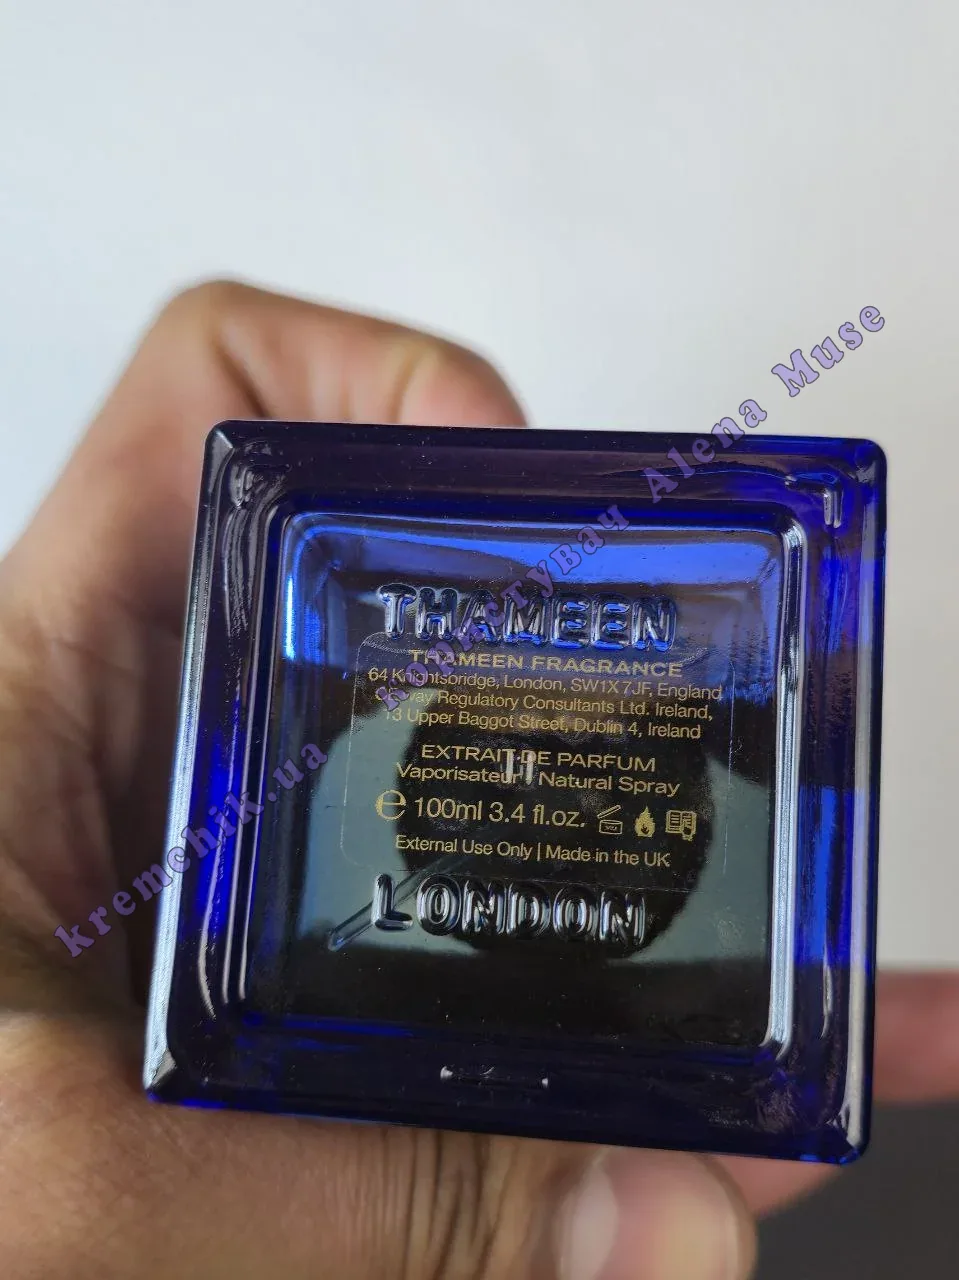 THAMEEN
THAMEEN FRAGRANCE
64 Knightsbridge, London, SW1X 7JF, England
Regulatory Consultants Ltd. Ireland,
13 Upper Baggot Street, Dublin 4, Ireland
EXTRAIT DE PARFUM
Vaporisateur / Natural Spray
e 100ml 3.4 fl.oz.
External Use Only | Made in the UK
LONDON
kremchik.ua КорпастуВау Alena Muse